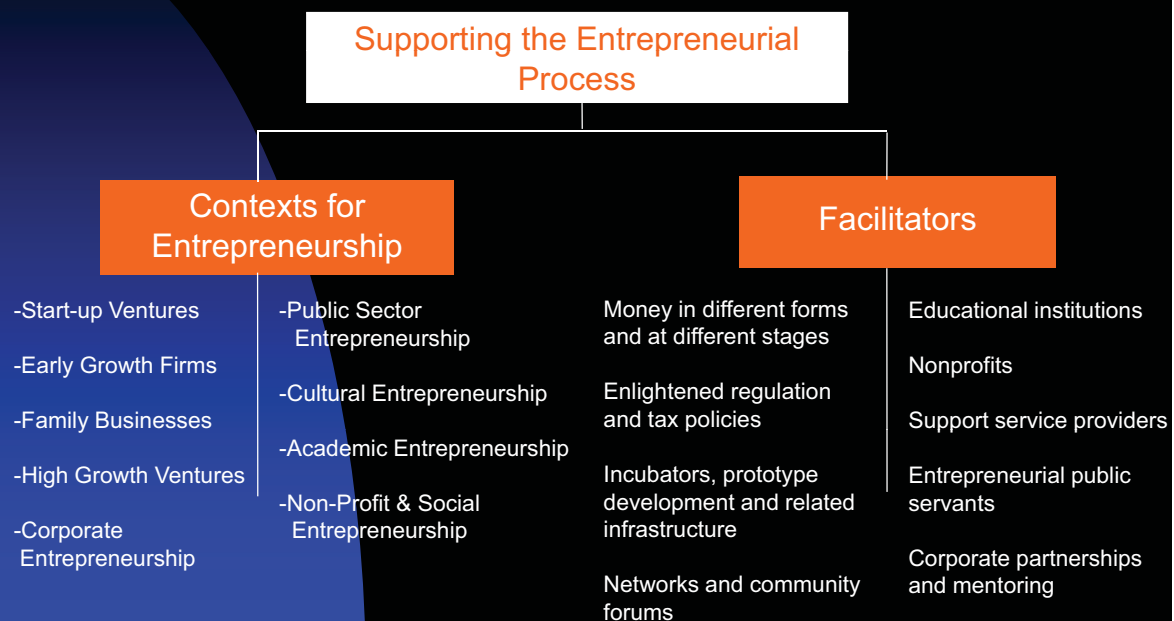 Supporting the Entrepreneurial
Process
Contexts for
Entrepreneurship
-Start-up Ventures
-Early Growth Firms
-Family Businesses
-High Growth Ventures
-Corporate
Entrepreneurship
-Public Sector
Entrepreneurship
-Cultural Entrepreneurship
-Academic Entrepreneurship
-Non-Profit & Social
Entrepreneurship
Facilitators
Money in different forms
and at different stages
Enlightened regulation
and tax policies
Incubators, prototype
development and related
infrastructure
Networks and community
forums
Educational institutions
Nonprofits
Support service providers
Entrepreneurial public
servants
Corporate partnerships
and mentoring